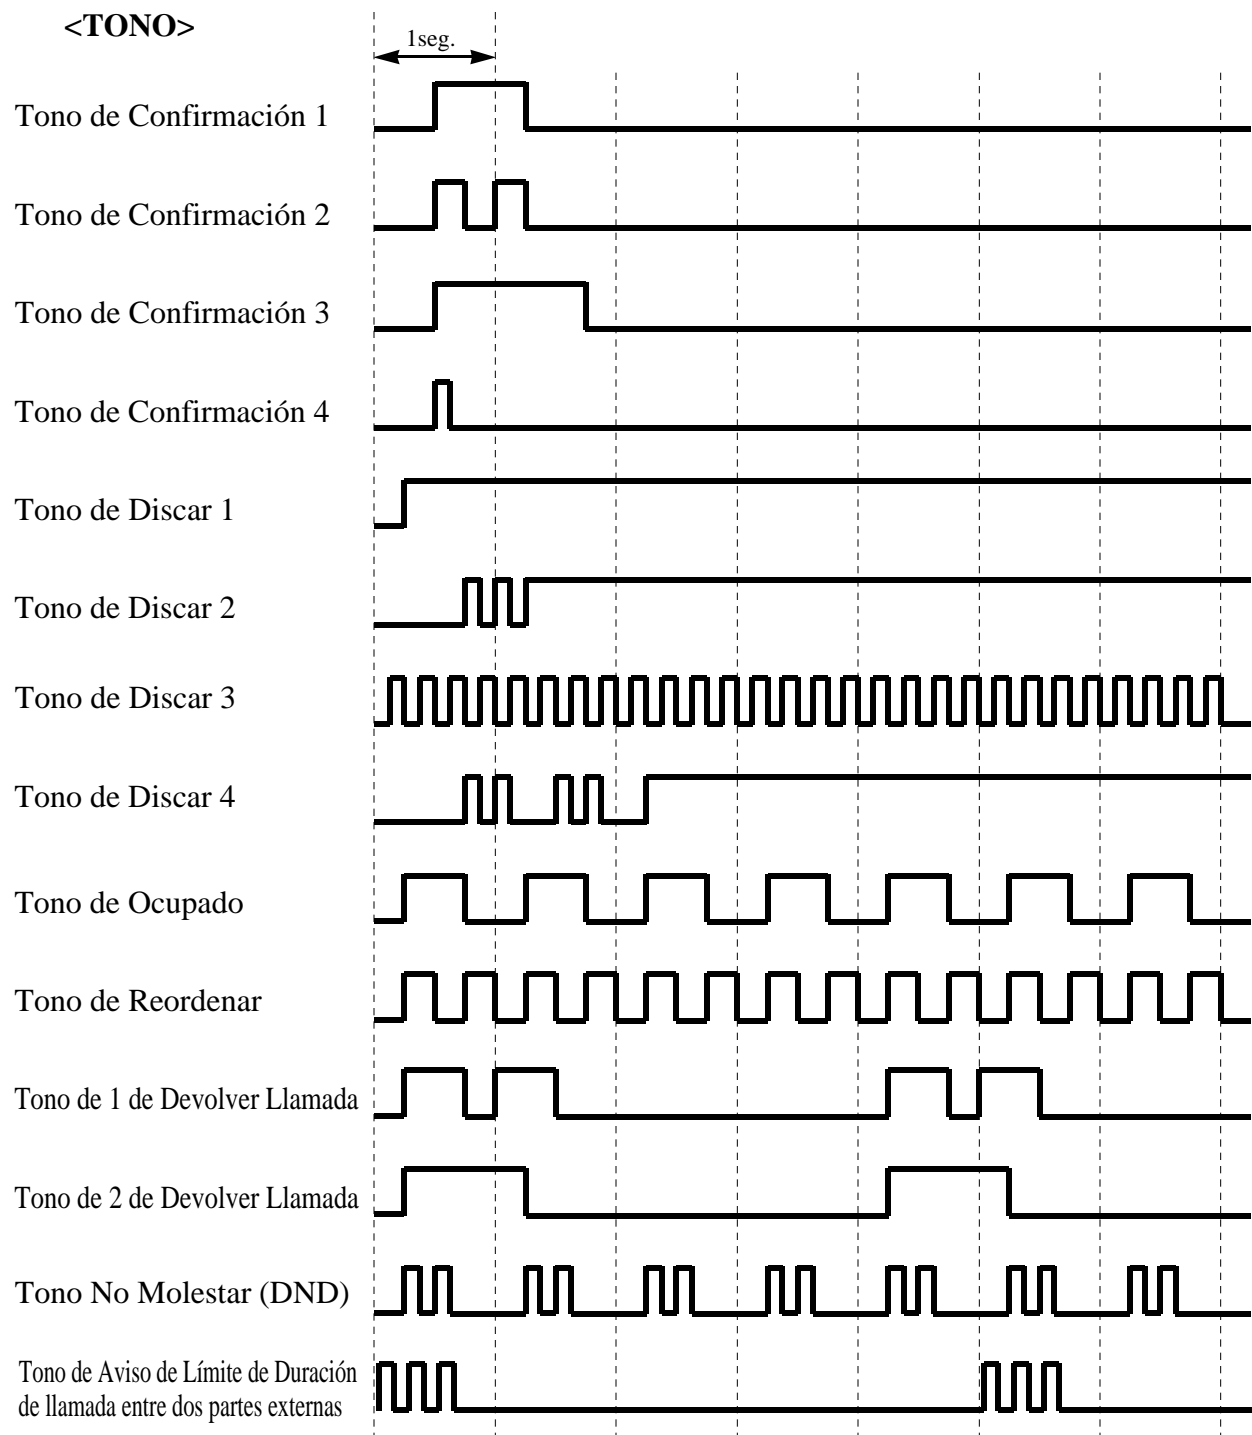 <TONO>
1seg.
Tono de Confirmación 1
Tono de Confirmación 2
Tono de Confirmación 3
Tono de Confirmación 4
Tono de Discar 1
Tono de Discar 2
Tono de Discar 3
Tono de Discar 4
Tono de Ocupado
Tono de Reordenar
Tono de 1 de Devolver Llamada
Tono de 2 de Devolver Llamada
Tono No Molestar (DND)
Tono de Aviso de Límite de Duración
de llamada entre dos partes externas